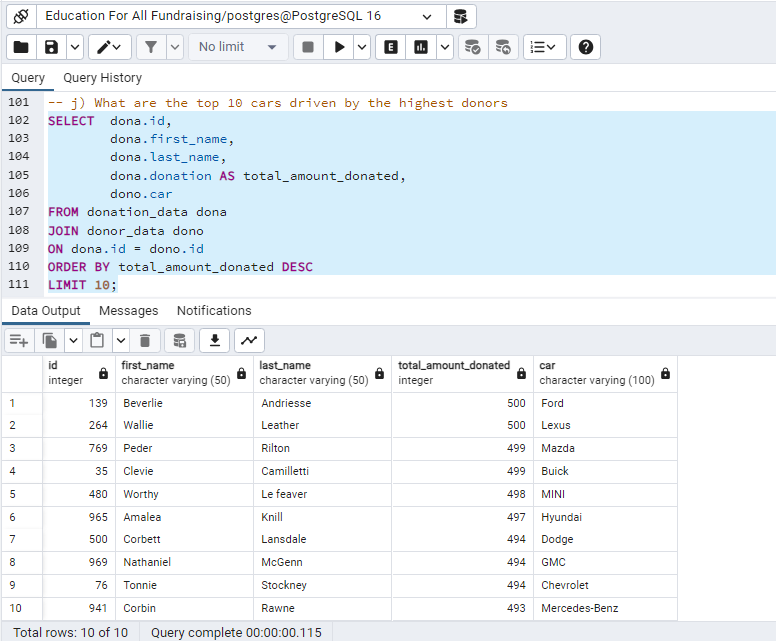 Education For All Fundraising/postgres@PostgreSQL 16
No limit
E
Query Query History
101 -- j) What are the top 10 cars driven by the highest donors
102 SELECT dona.id,
103 dona.first_name,
104 dona.last_name,
105 dona.donation AS total_amount_donated,
106 dono.car
107 FROM donation_data dona
108 JOIN donor_data dono
109 ON dona.id = dono.id
110 ORDER BY total_amount_donated DESC
111 LIMIT 10;
Data Output Messages Notifications
id first_name last_name total_amount_donated car
integer character varying (50) character varying (50) integer character varying (100)
1 139 Beverlie Andriesse 500 Ford
2 264 Wallie Leather 500 Lexus
3 769 Peder Rilton 499 Mazda
4 35 Clevie Camilletti 499 Buick
5 480 Worthy Le feaver 498 MINI
6 965 Amalea Knill 497 Hyundai
7 500 Corbett Lansdale 494 Dodge
8 969 Nathaniel McGenn 494 GMC
9 76 Tonnie Stockney 494 Chevrolet
10 941 Corbin Rawne 493 Mercedes-Benz
Total rows: 10 of 10 Query complete 00:00:00.115